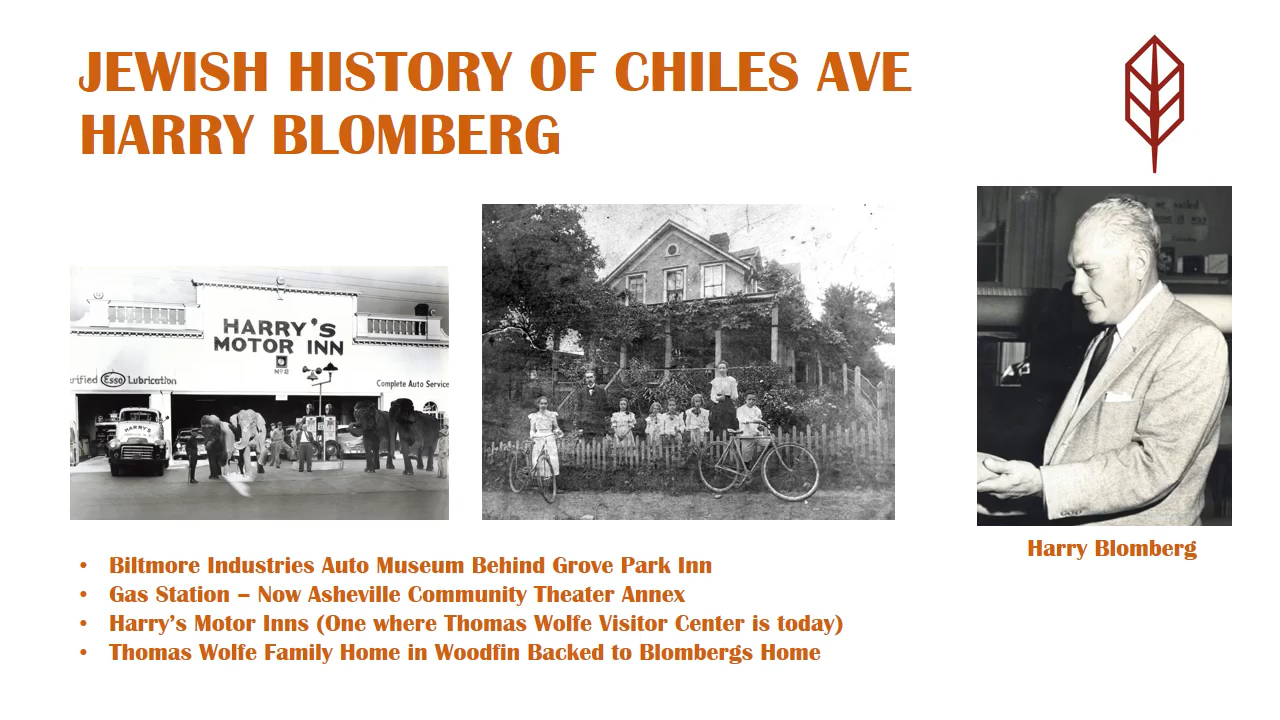 JEWISH HISTORY OF CHILES AVE
HARRY BLOMBERG
HARRY'S
MOTOR INN
Esso Lubrication
Complete Auto Service
HARRY'S
Harry Blomberg
• Biltmore Industries Auto Museum Behind Grove Park Inn
• Gas Station – Now Asheville Community Theater Annex
• Harry’s Motor Inns (One where Thomas Wolfe Visitor Center is today)
• Thomas Wolfe Family Home in Woodfin Backed to Blombergs Home